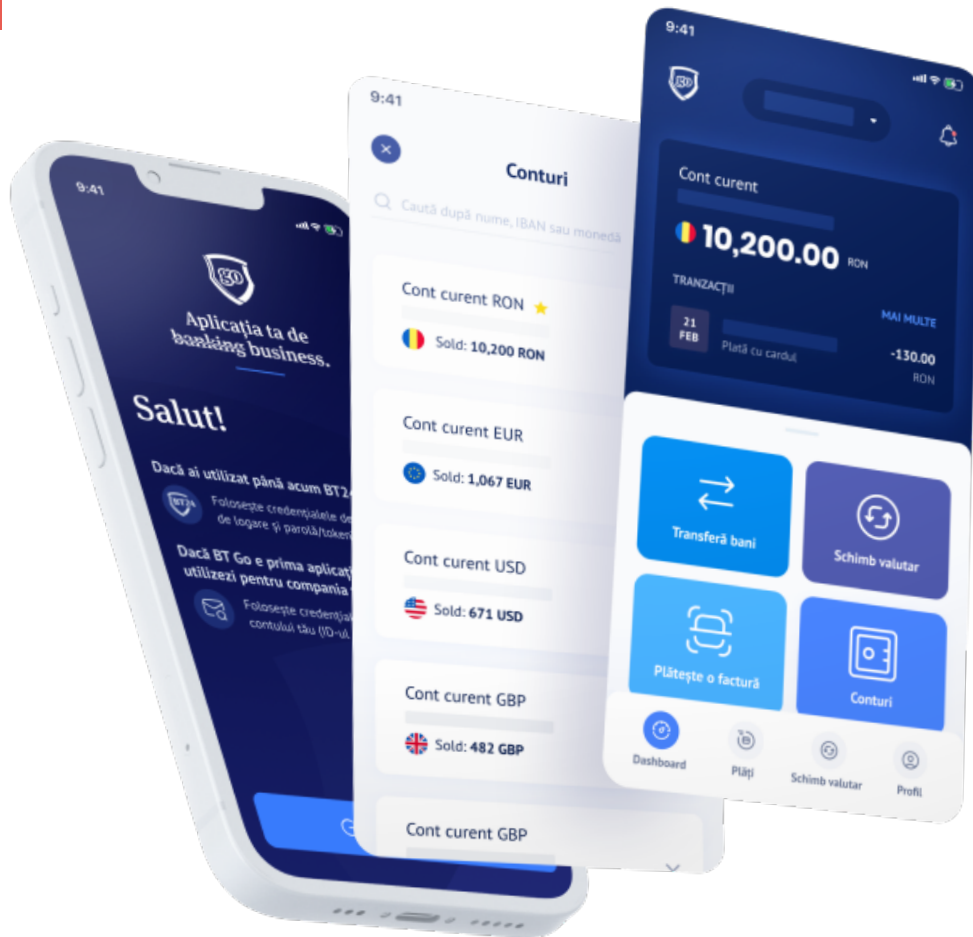 9:41
go
Aplicația ta de
banking business.
Salut!
Dacă ai utilizat până acum BT24
BT24
Folosește credențialele de
de logare și parolă/token
Dacă BT Go e prima aplicați
utilizezi pentru compania
Folosește credenția
contului tău (ID-ul
9:41
Conturi
Caută după nume, IBAN sau monedă
Cont curent RON
Sold: 10,200 RON
Cont curent EUR
Sold: 1,067 EUR
Cont curent USD
Sold: 671 USD
Cont curent GBP
Sold: 482 GBP
Cont curent GBP
9:41
go
Cont curent
10,200.00 RON
TRANZACȚII
MAI MULTE
21
FEB
Plată cu cardul
-130.00
RON
Transferă bani
Schimb valutar
Plătește o factură
Conturi
Dashboard
Plăți
Schimb valutar
Profil